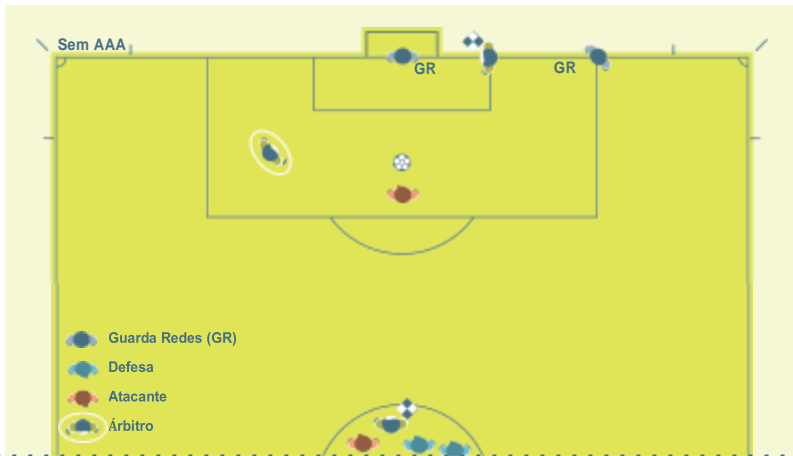 Sem AAA
GR
GR
Guarda Redes (GR)
Defesa
Atacante
Árbitro